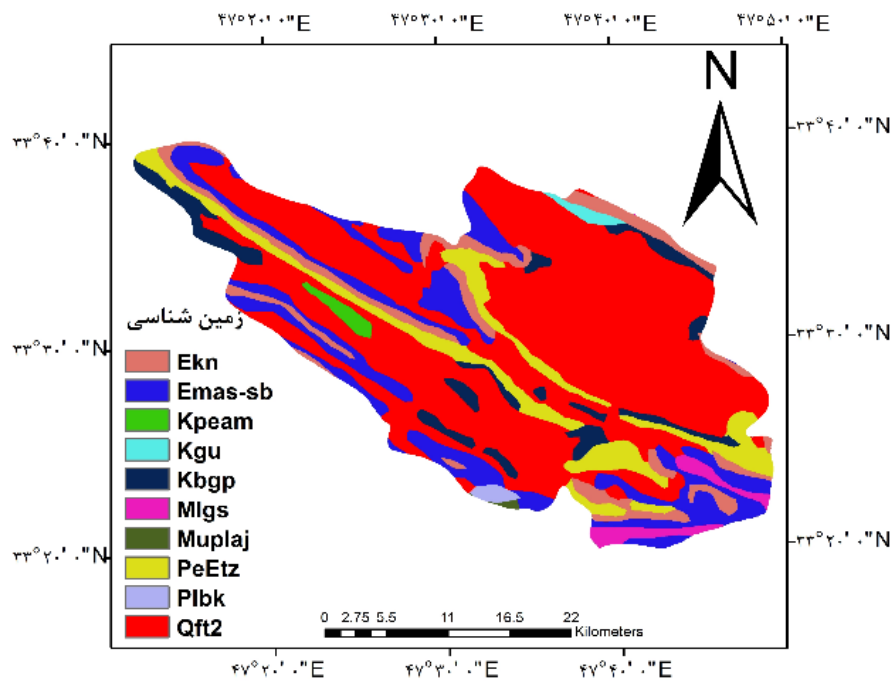 ۴۷°۲۰'۰"E ۴۷°۳۰'۰"E ۴۷°۴۰'۰"E ۴۷°۵۰'۰"E
N
۳۳°۴۰'۰"N ۳۳°۴۰'۰"N
۳۳°۳۰'۰"N ۳۳°۳۰'۰"N
زمین شناسی
Ekn
Emas-sb
Kpeam
Kgu
Kbgp
Mlgs
Muplaj
PeEtz
Plbk
Qft2
۳۳°۲۰'۰"N ۳۳°۲۰'۰"N
0 2.75 5.5 11 16.5 22
Kilometers
۴۷°۲۰'۰"E ۴۷°۳۰'۰"E ۴۷°۴۰'۰"E